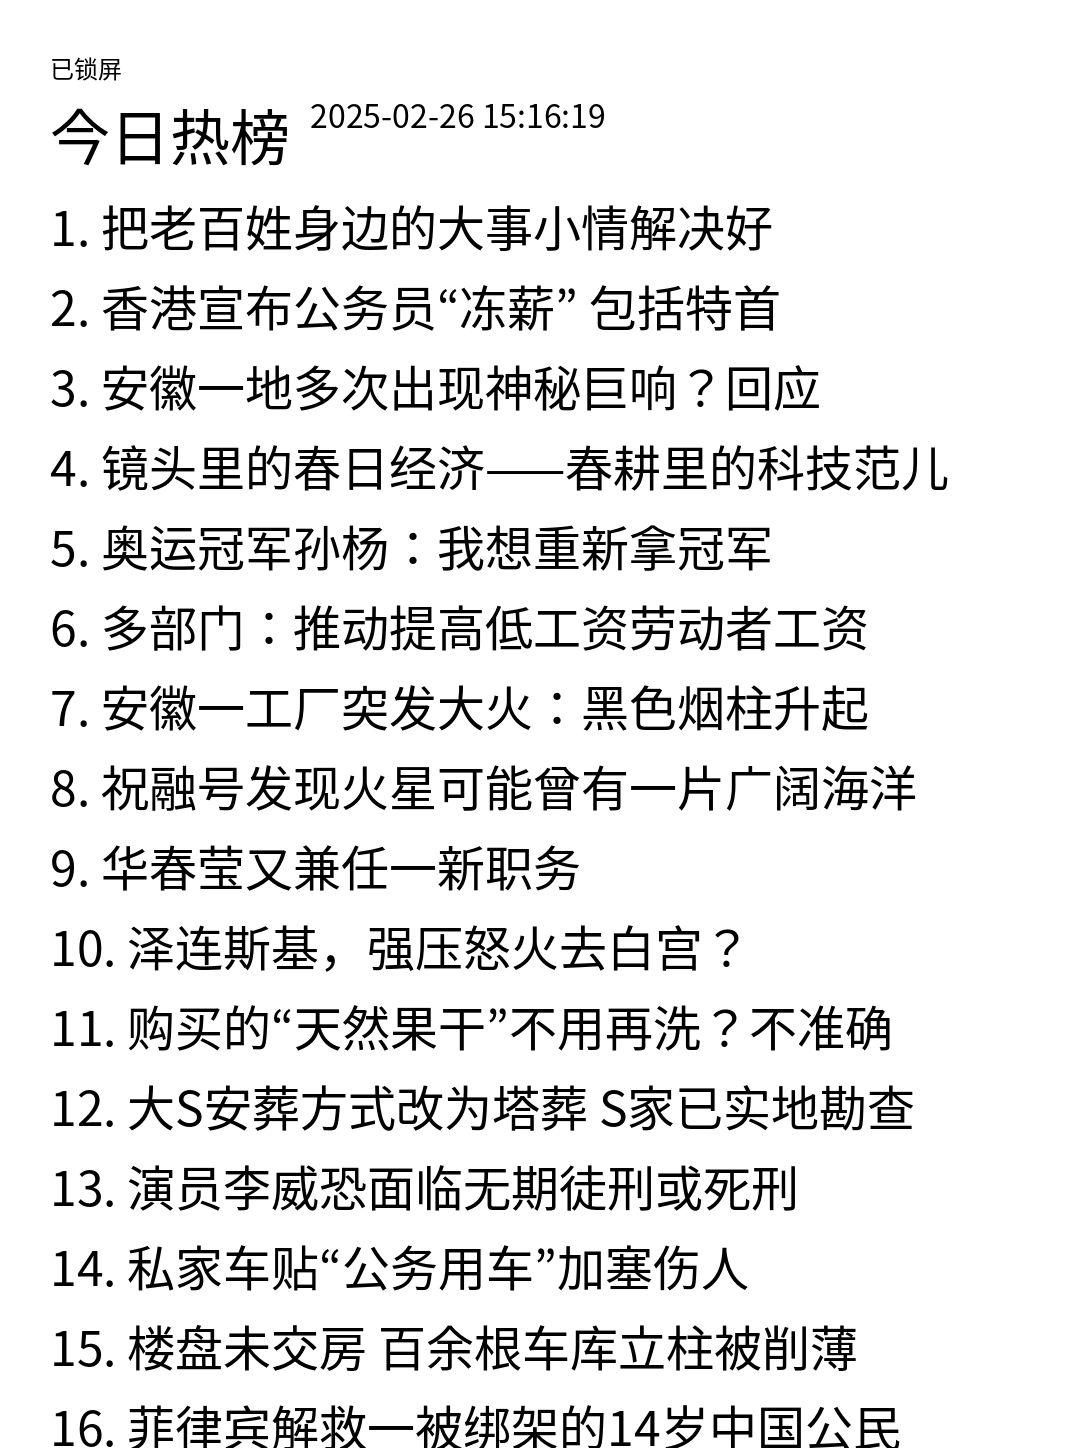 已锁屏
今日热榜 2025-02-26 15:16:19
1. 把老百姓身边的大事小情解决好
2. 香港宣布公务员“冻薪” 包括特首
3. 安徽一地多次出现神秘巨响？回应
4. 镜头里的春日经济——春耕里的科技范儿
5. 奥运冠军孙杨：我想重新拿冠军
6. 多部门：推动提高低工资劳动者工资
7. 安徽一工厂突发大火：黑色烟柱升起
8. 祝融号发现火星可能曾有一片广阔海洋
9. 华春莹又兼任一新职务
10. 泽连斯基，强压怒火去白宫？
11. 购买的“天然果干”不用再洗？不准确
12. 大S安葬方式改为塔葬 S家已实地勘查
13. 演员李威恐面临无期徒刑或死刑
14. 私家车贴“公务用车”加塞伤人
15. 楼盘未交房 百余根车库立柱被削薄
16. 菲律宾解救一被绑架的14岁中国公民